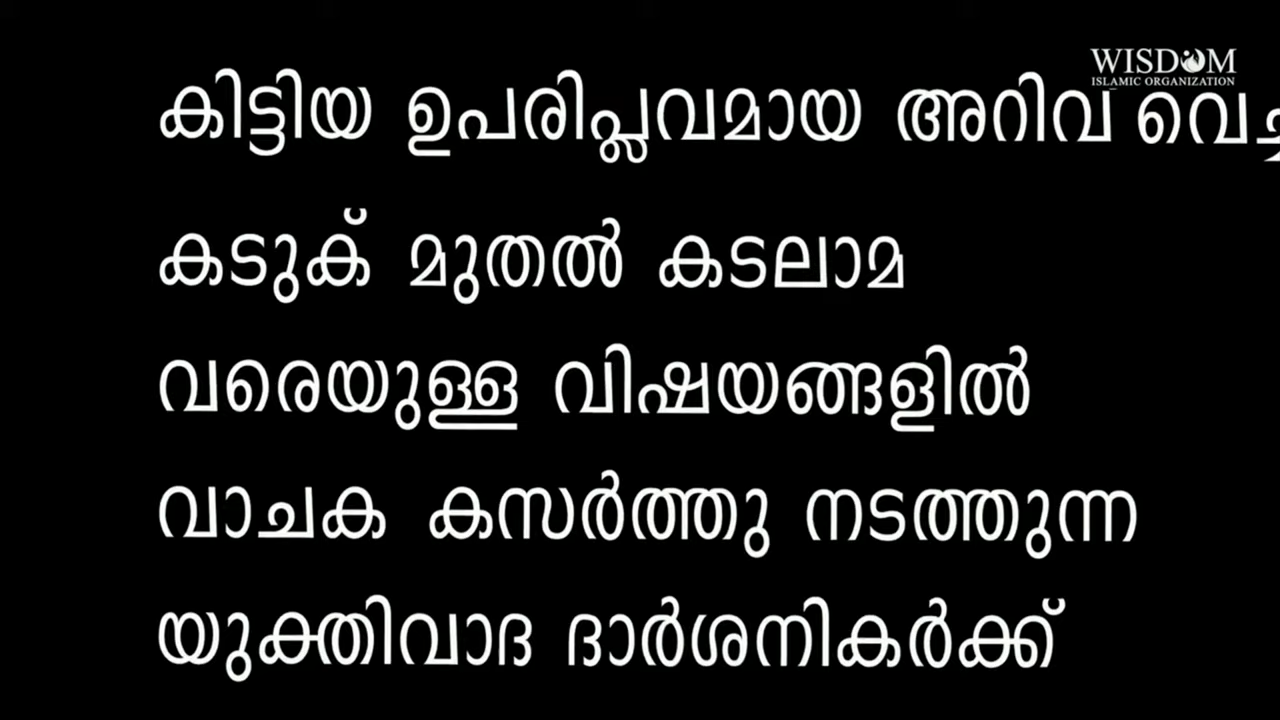 WISDOM
ISLAMIC ORGANIZATION
കിട്ടിയ ഉപരിപ്ലവമായ അറിവ് വെച്ച
കടുക് മുതൽ കടലാമ
വരെയുള്ള വിഷയങ്ങളിൽ
വാചക കസർത്തു നടത്തുന്ന
യുക്തിവാദ ദാർശനികർക്ക്